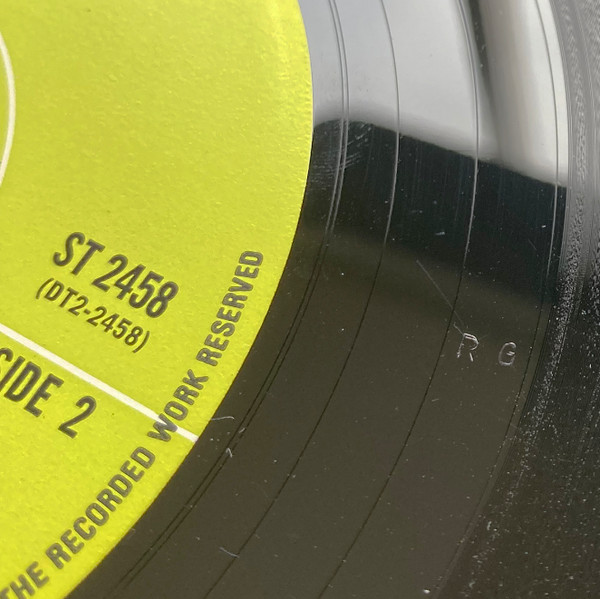 ST 2458
(DT2-2458)
SIDE 2
THE RECORDED WORK RESERVED
R G